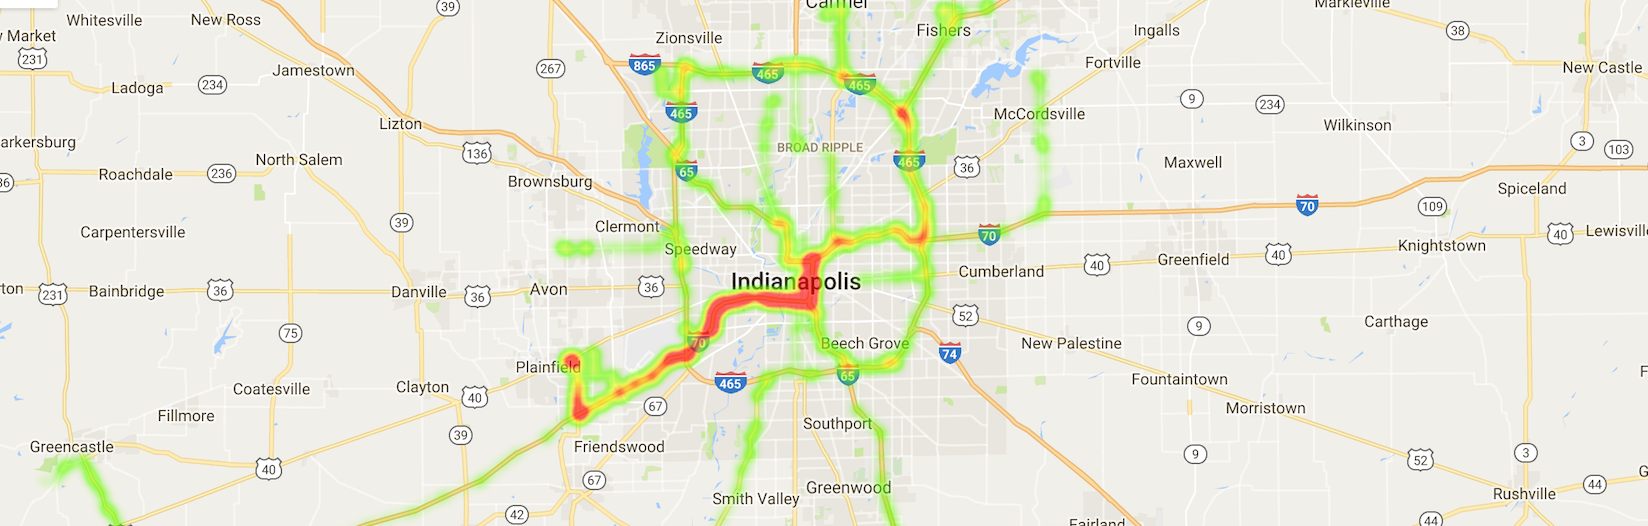 Whitesville
New Ross
39
Carmel
Markleville
Market
231
Zionsville
Fishers
Ingalls
38
Jamestown
267
865
465
465
Fortville
New Castle
Ladoga
234
9
234
Lizton
465
McCordsville
Wilkinson
3
103
arkersburg
North Salem
136
BROAD RIPPLE
465
36
Maxwell
36
Roachdale
236
Brownsburg
65
Spiceland
39
Clermont
70
109
Carpentersville
Speedway
70
Knightstown
40
Lewisvill
Indianapolis
Cumberland
40
Greenfield
40
ton
231
Bainbridge
36
Danville
36
Avon
36
52
75
70
Beech Grove
New Palestine
9
Carthage
Plainfield
465
65
74
Fountaintown
Coatesville
Clayton
40
67
Morristown
Fillmore
39
Southport
Greencastle
40
Friendswood
9
52
3
67
Smith Valley
Greenwood
44
Rushville
44
42
Fairland